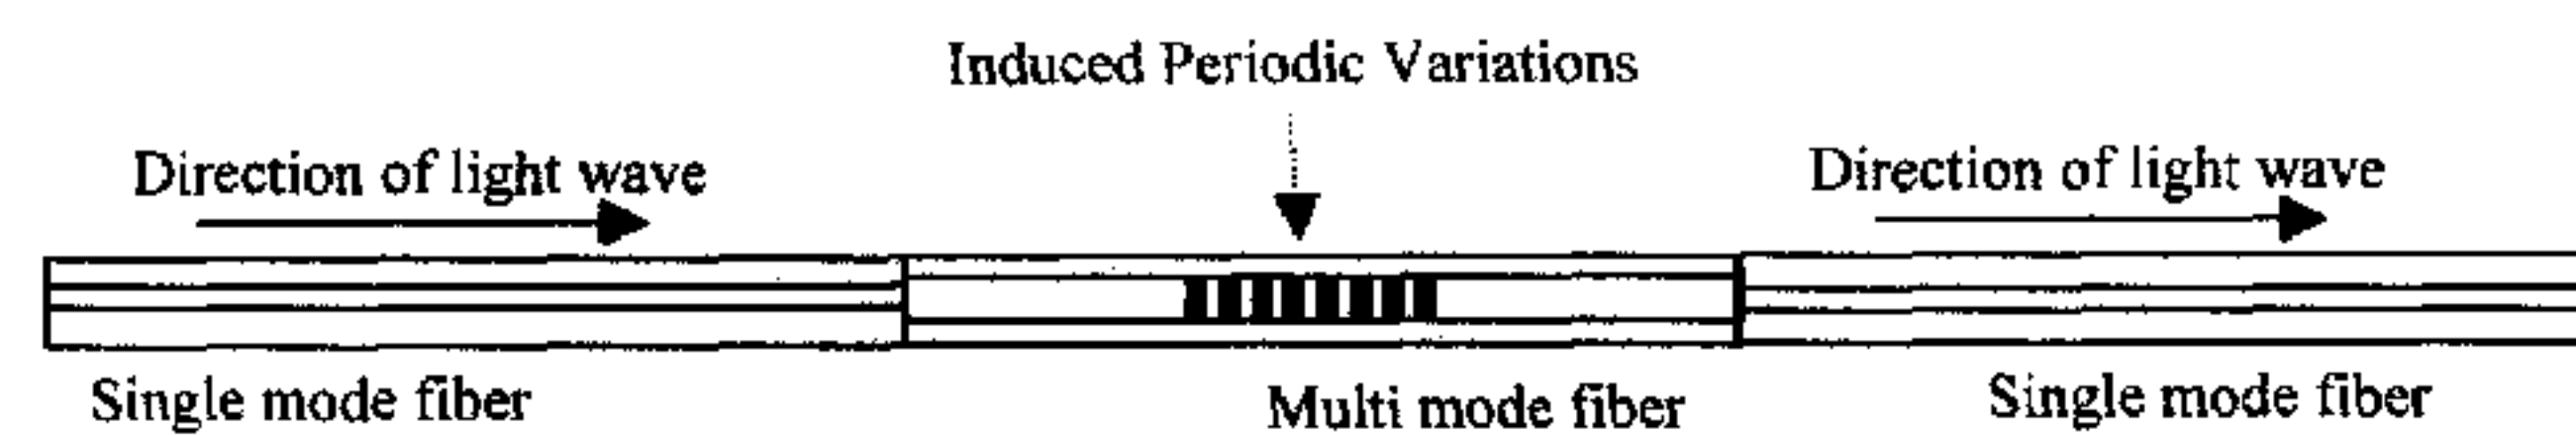 Induced Periodic Variations
Direction of light wave
Direction of light wave
Single mode fiber
Multi mode fiber
Single mode fiber